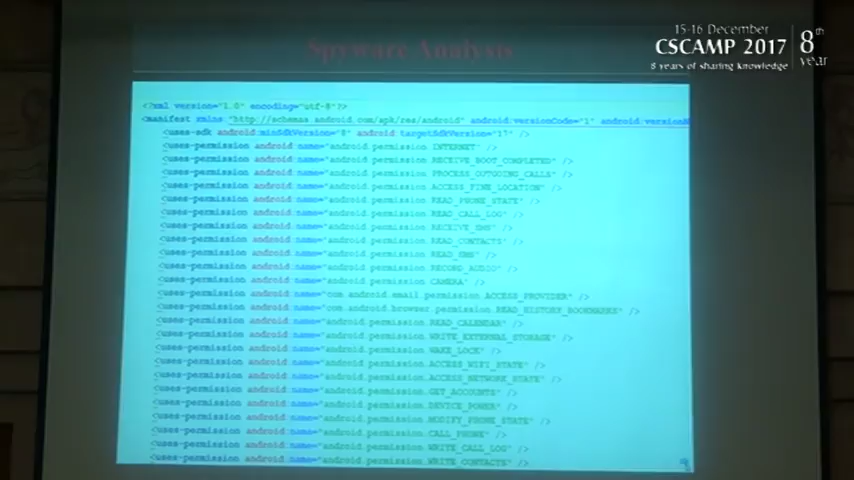 Spyware Analysis
15-16 December
CSCAMP 2017
8 years of sharing knowledge
8th
year
<?xml version="1.0" encoding="utf-8"?>
<manifest xmlns "http://schemas android com/apk/res/android" android:versionCode="1" android:version
<uses-sdk android:minSdkVersion="8" android targetSdkVersion="17" />
<uses-permission android:name="android.permission INTERNET" />
<uses-permission android:name="android.permission RECEIVE_BOOT_COMPLETED" />
<uses-permission android:name="android.permission PROCESS_OUTGOING_CALLS" />
<uses-permission android:name="android.permission ACCESS_FINE_LOCATION" />
<uses-permission android:name="android.permission READ_PHONE_STATE" />
<uses-permission android:name="android.permission READ_CALL_LOG" />
<uses-permission android:name="android.permission RECEIVE_SMS" />
<uses-permission android:name="android.permission READ_CONTACTS" />
<uses-permission android:name="android.permission READ_SMS" />
<uses-permission android:name="android.permission RECORD_AUDIO" />
<uses-permission android:name="android.permission CAMERA" />
<uses-permission android:name="com.android.email.permission ACCESS_PROVIDER" />
<uses-permission android:name="com.android.browser.permission READ_HISTORY_BOOKMARKS" />
<uses-permission android:name="android.permission READ_CALENDAR" />
<uses-permission android:name="android.permission WRITE_EXTERNAL_STORAGE" />
<uses-permission android:name="android.permission WAKE_LOCK" />
<uses-permission android:name="android.permission ACCESS_WIFI_STATE" />
<uses-permission android:name="android.permission ACCESS_NETWORK_STATE" />
<uses-permission android:name="android.permission GET_ACCOUNTS" />
<uses-permission android:name="android.permission DEVICE_POWER" />
<uses-permission android:name="android.permission MODIFY_PHONE_STATE" />
<uses-permission android:name="android.permission CALL_PHONE" />
<uses-permission android:name="android.permission WRITE_CALL_LOG" />
<uses-permission android:name="android.permission WRITE_CONTACTS" />